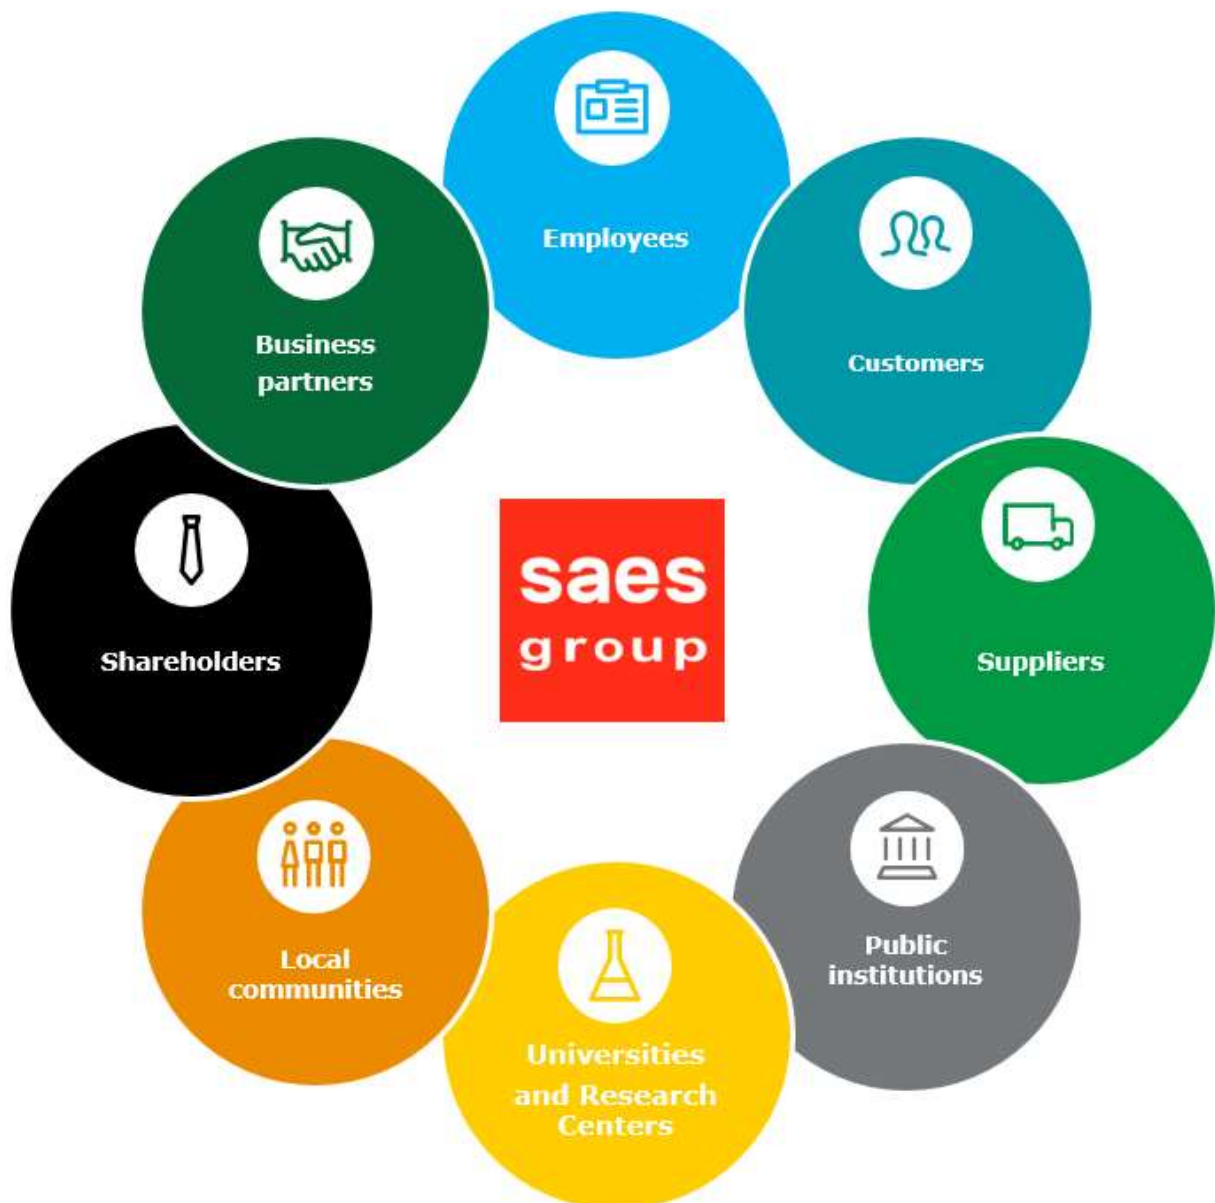 Employees
Customers
Suppliers
Public
institutions
Universities
and Research
Centers
Local
communities
Shareholders
Business
partners
saes
group